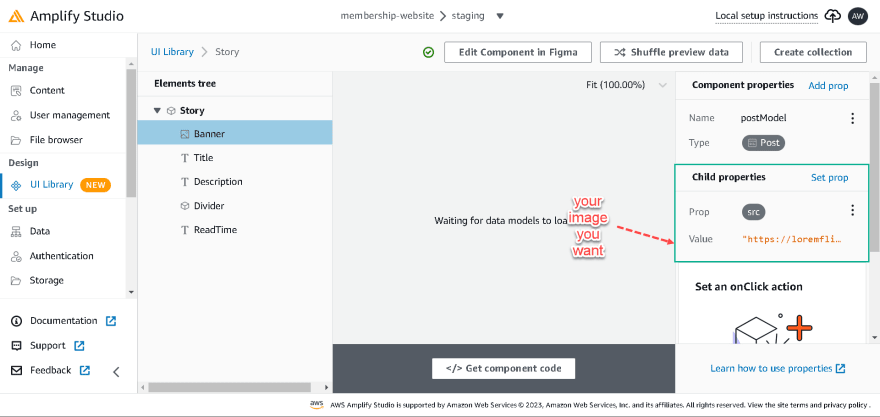 Amplify Studio
membership-website
staging
Local setup instructions
AW
Home
Manage
Content
User management
File browser
Design
UI Library
NEW
Set up
Data
Authentication
Storage
Documentation
Support
Feedback
UI Library
Story
Edit Component in Figma
Shuffle preview data
Create collection
Elements tree
Story
Banner
Title
Description
Divider
ReadTime
Fit (100.00%)
Waiting for data models to
your
image
you
want
</> Get component code
Component properties
Add prop
Name
postModel
Type
Post
Child properties
Set prop
Prop
src
Value
"https://loremfli…
Set an onClick action
Learn how to use properties
aws
AWS Amplify Studio is supported by Amazon Web Services © 2023, Amazon Web Services, Inc. and its affiliates. All rights reserved. View the site terms and privacy policy .